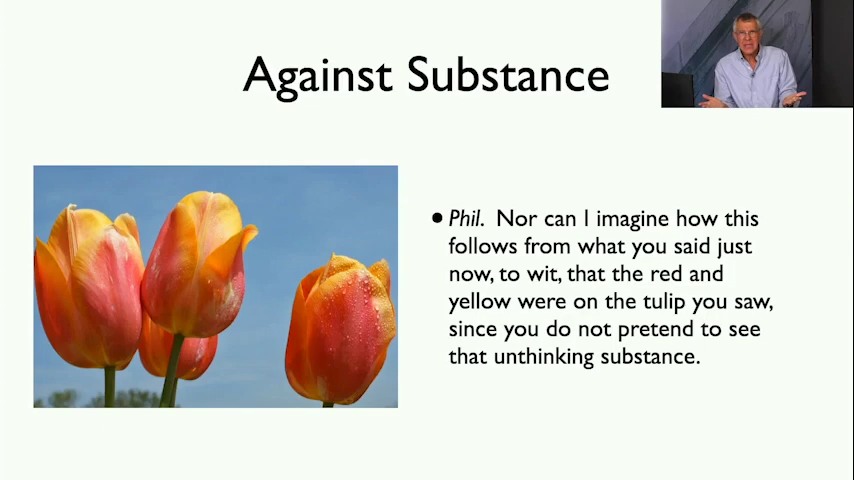 Against Substance
• Phil. Nor can I imagine how this
follows from what you said just
now, to wit, that the red and
yellow were on the tulip you saw,
since you do not pretend to see
that unthinking substance.